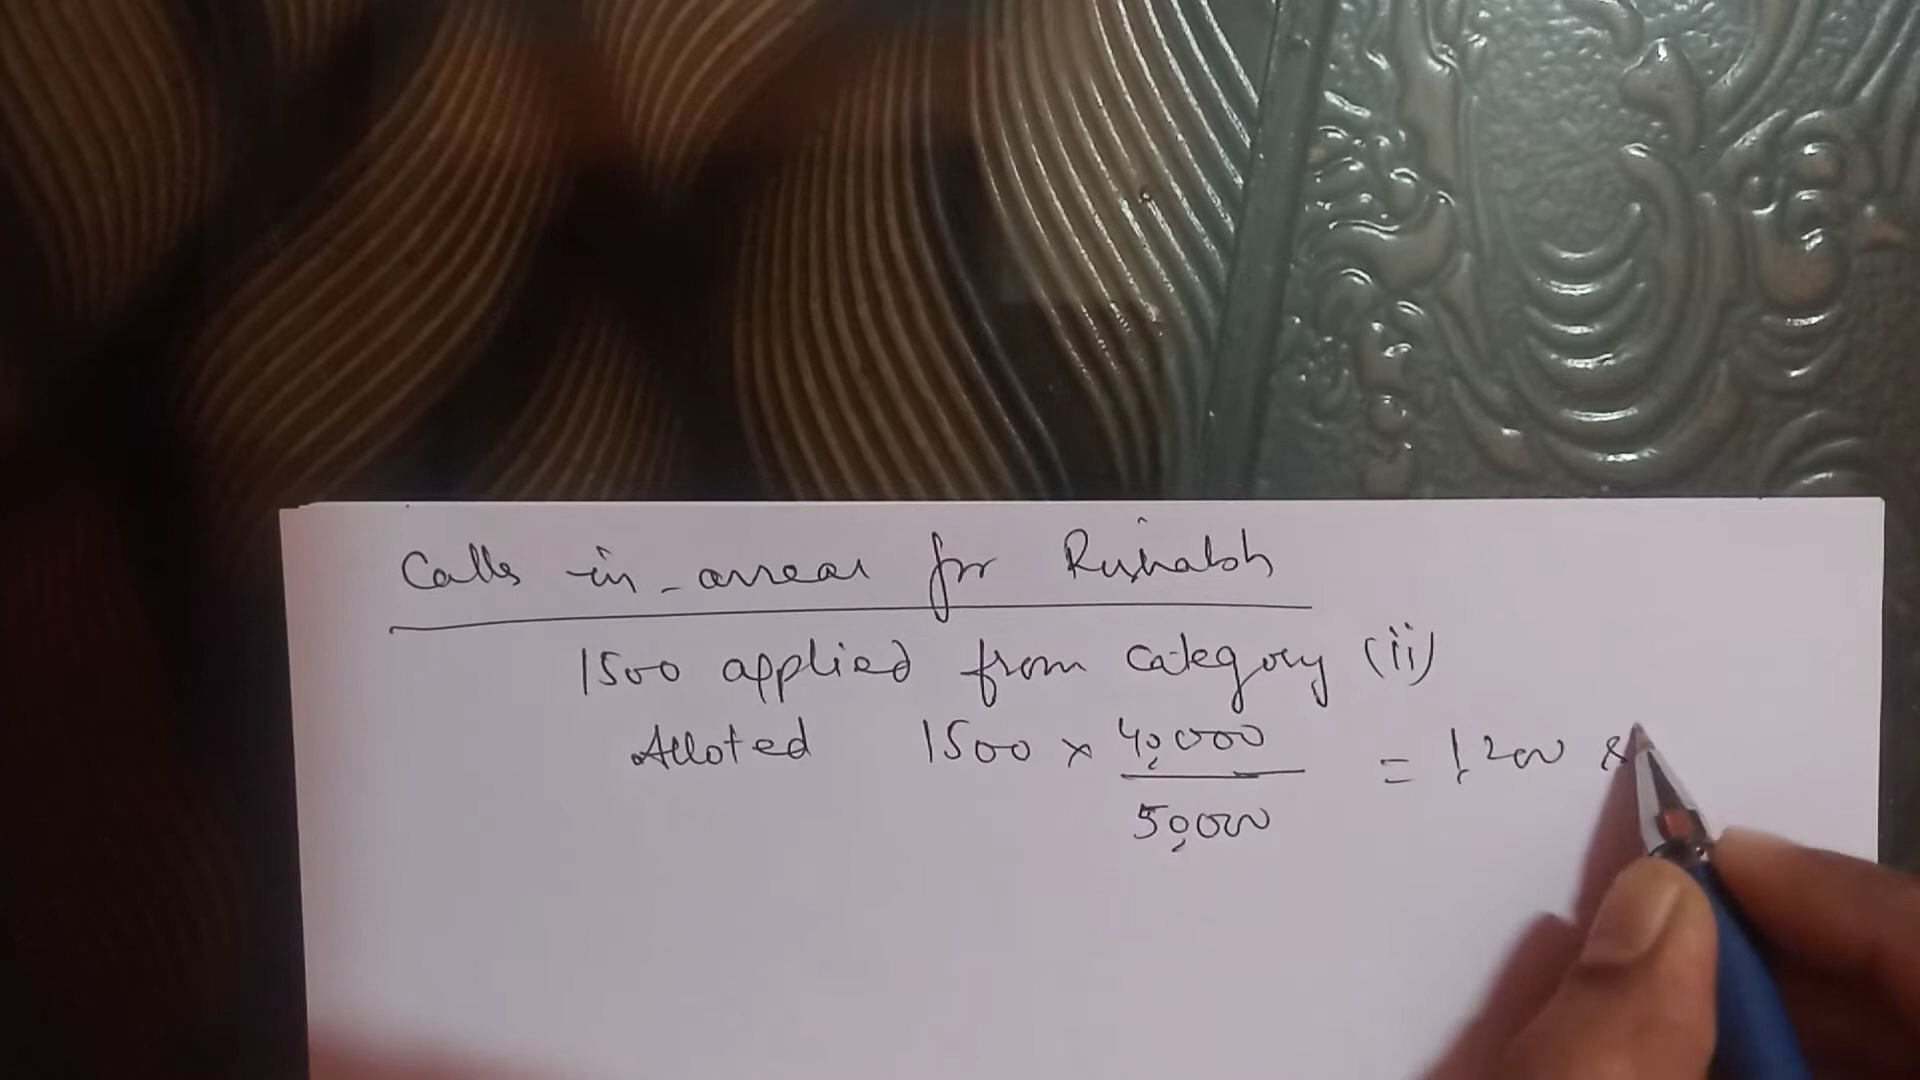 Calls in-arrear for Rishabh
1500 applied from category (ii)
Alloted 1500 × 40,000 / 50,000 = 1200